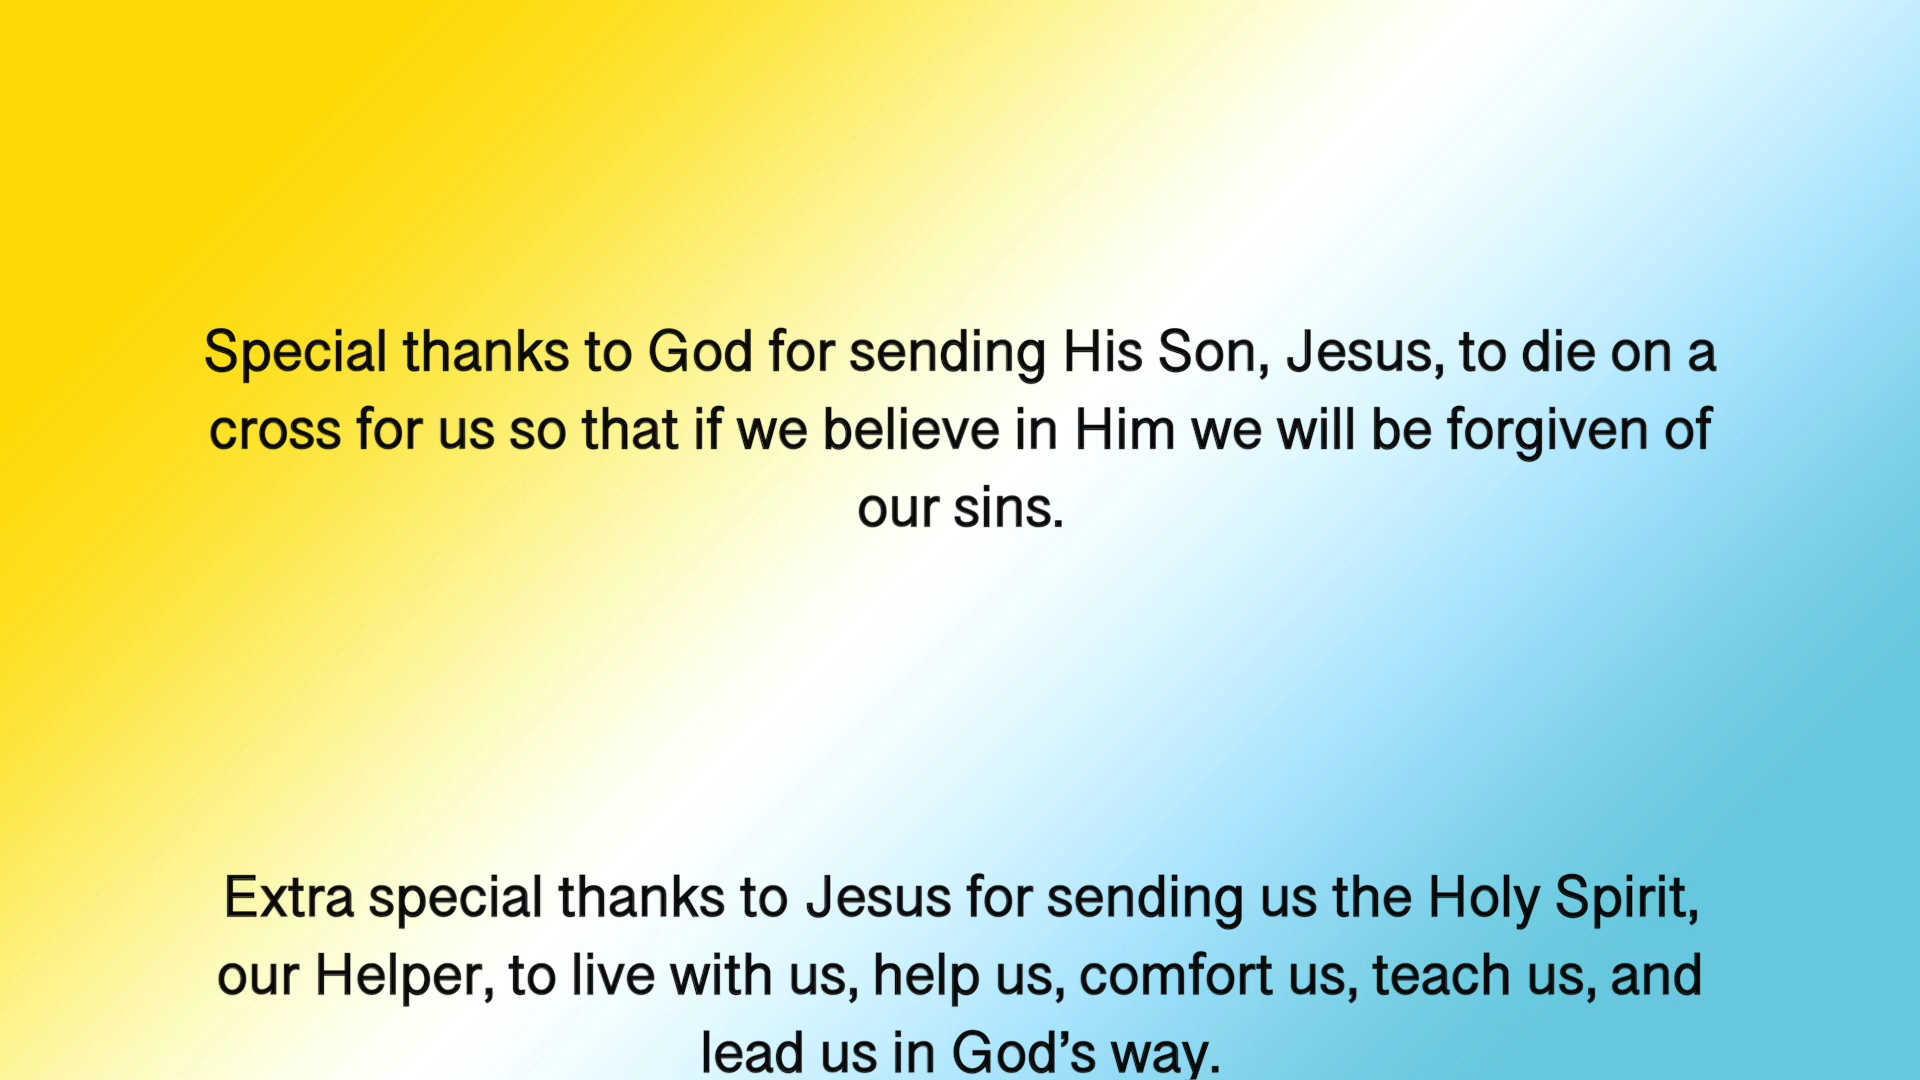 Special thanks to God for sending His Son, Jesus, to die on a
cross for us so that if we believe in Him we will be forgiven of
our sins.
Extra special thanks to Jesus for sending us the Holy Spirit,
our Helper, to live with us, help us, comfort us, teach us, and
lead us in God’s way.